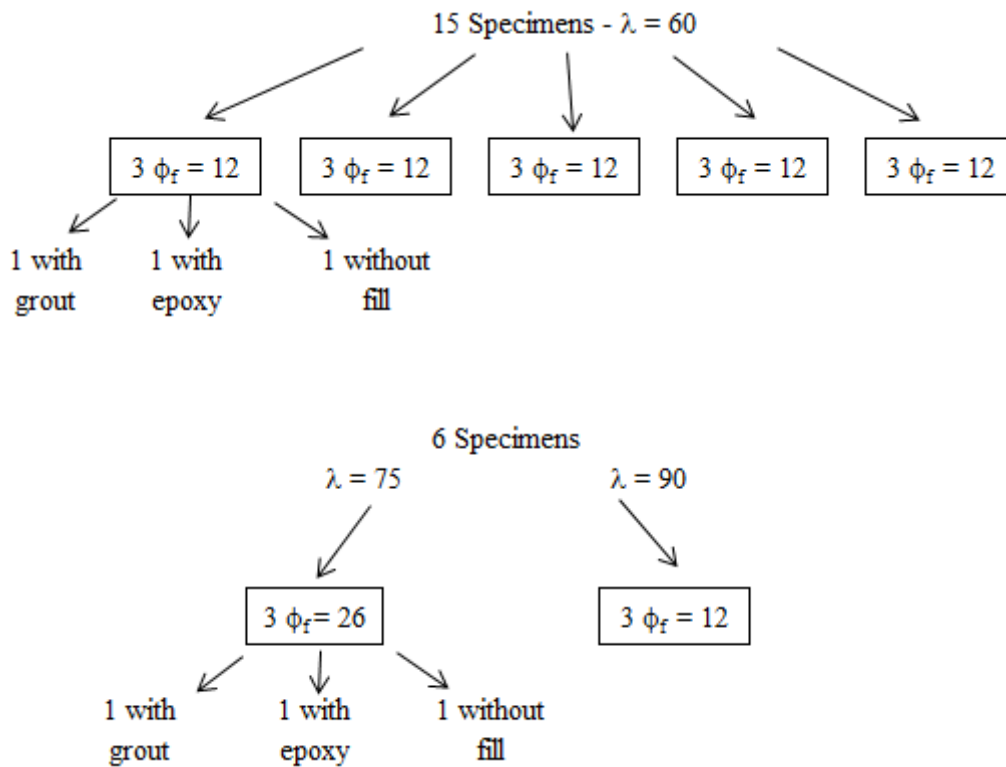 15 Specimens - λ = 60
3 ϕf = 12
3 ϕf = 12
3 ϕf = 12
3 ϕf = 12
3 ϕf = 12
1 with
grout
1 with
epoxy
1 without
fill
6 Specimens
λ = 75
λ = 90
3 ϕf= 26
3 ϕf = 12
1 with
grout
1 with
epoxy
1 without
fill